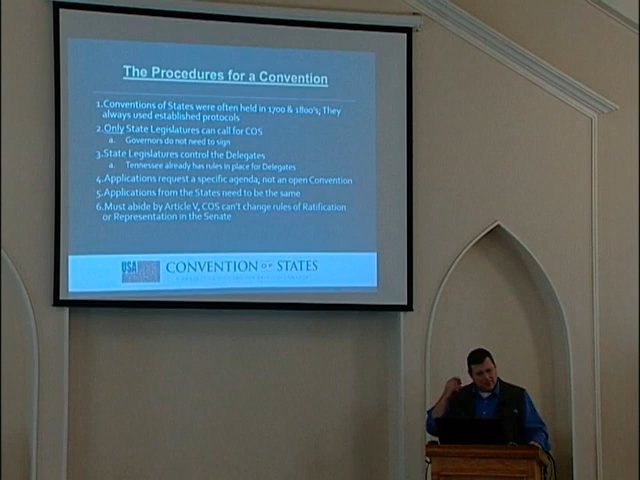 The Procedures for a Convention
1.Conventions of States were often held in 1700 & 1800's; They
always used established protocols
2.Only State Legislatures can call for COS
a. Governors do not need to sign
3.State Legislatures control the Delegates
a. Tennessee already has rules in place for Delegates
4.Applications request a specific agenda; not an open Convention
5.Applications from the States need to be the same
6.Must abide by Article V, COS can't change rules of Ratification
or Representation in the Senate
USA CONVENTION OF STATES